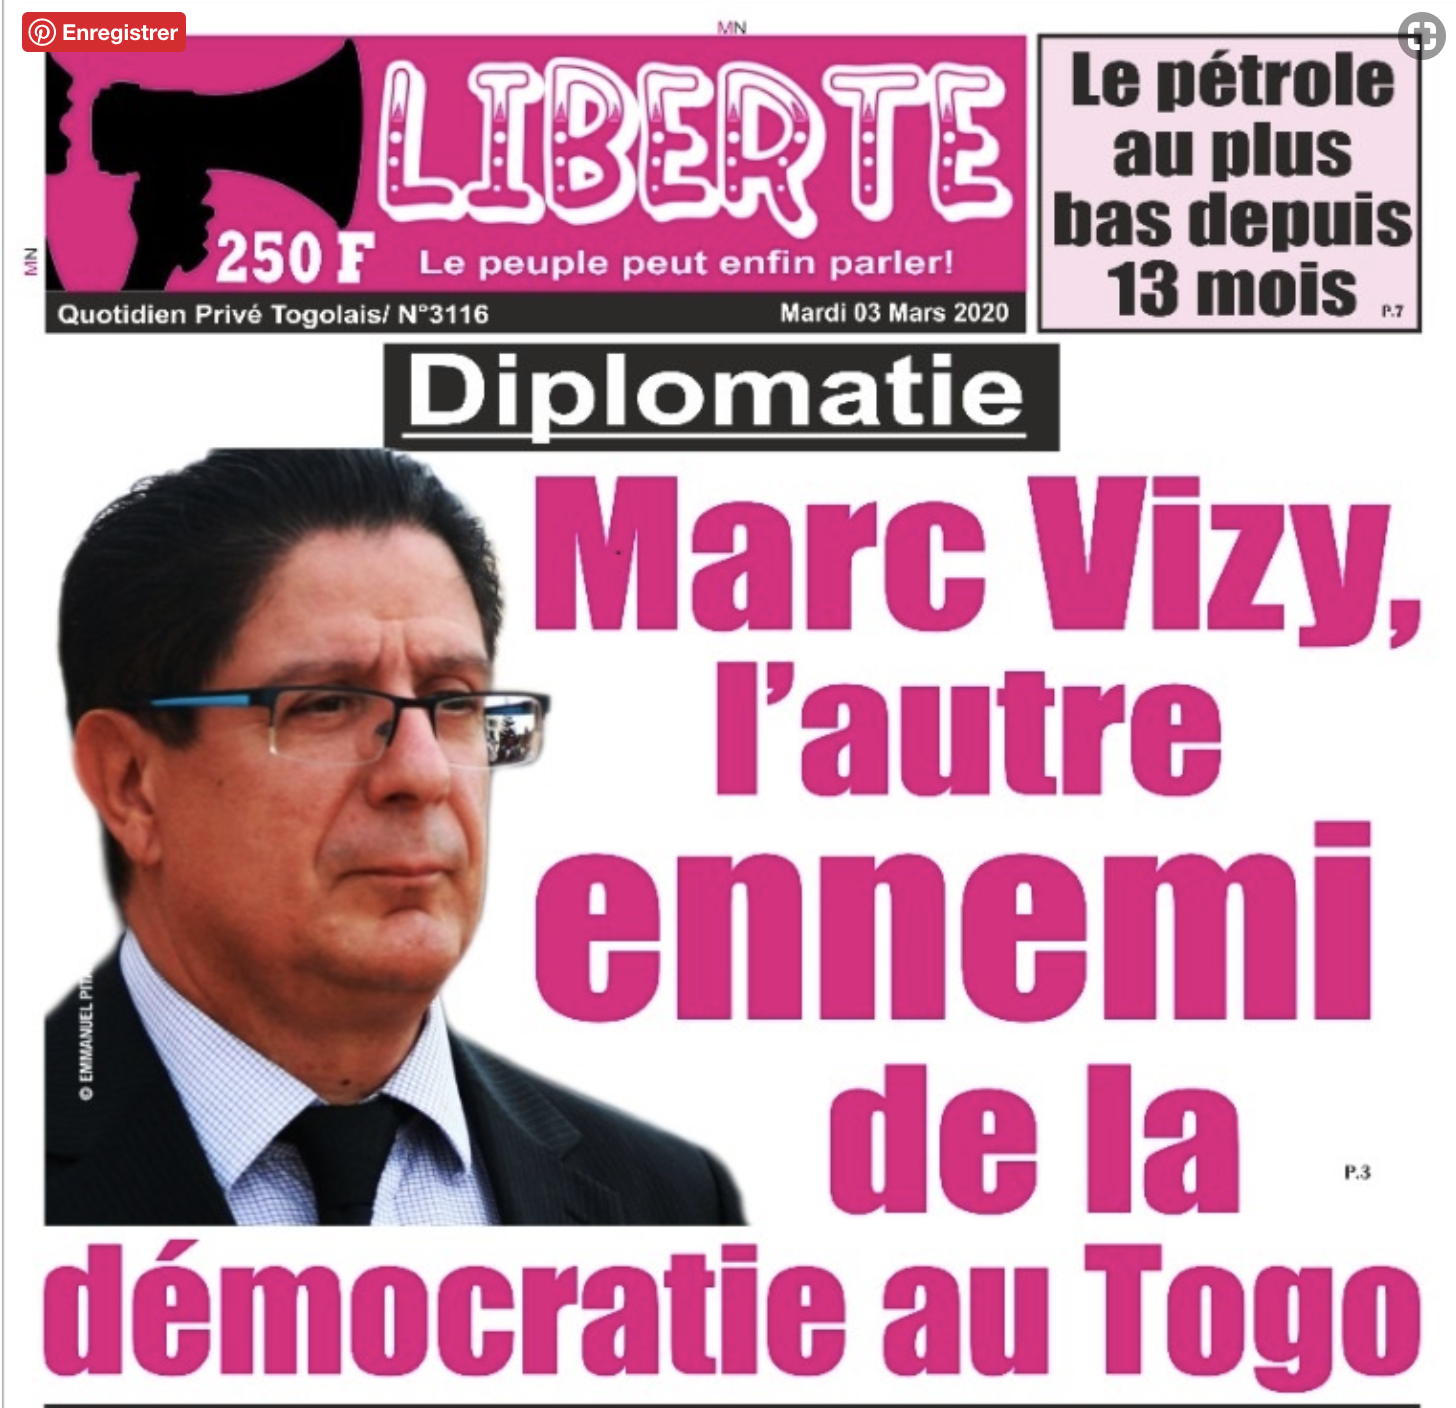 Enregistrer
MN
MN
LIBERTE
250 F
Le peuple peut enfin parler!
Quotidien Privé Togolais/ N°3116
Mardi 03 Mars 2020
Le pétrole
au plus
bas depuis
13 mois
P.7
Diplomatie
Marc Vizy,
l'autre
ennemi
de la
P.3
démocratie au Togo
© EMMANUEL